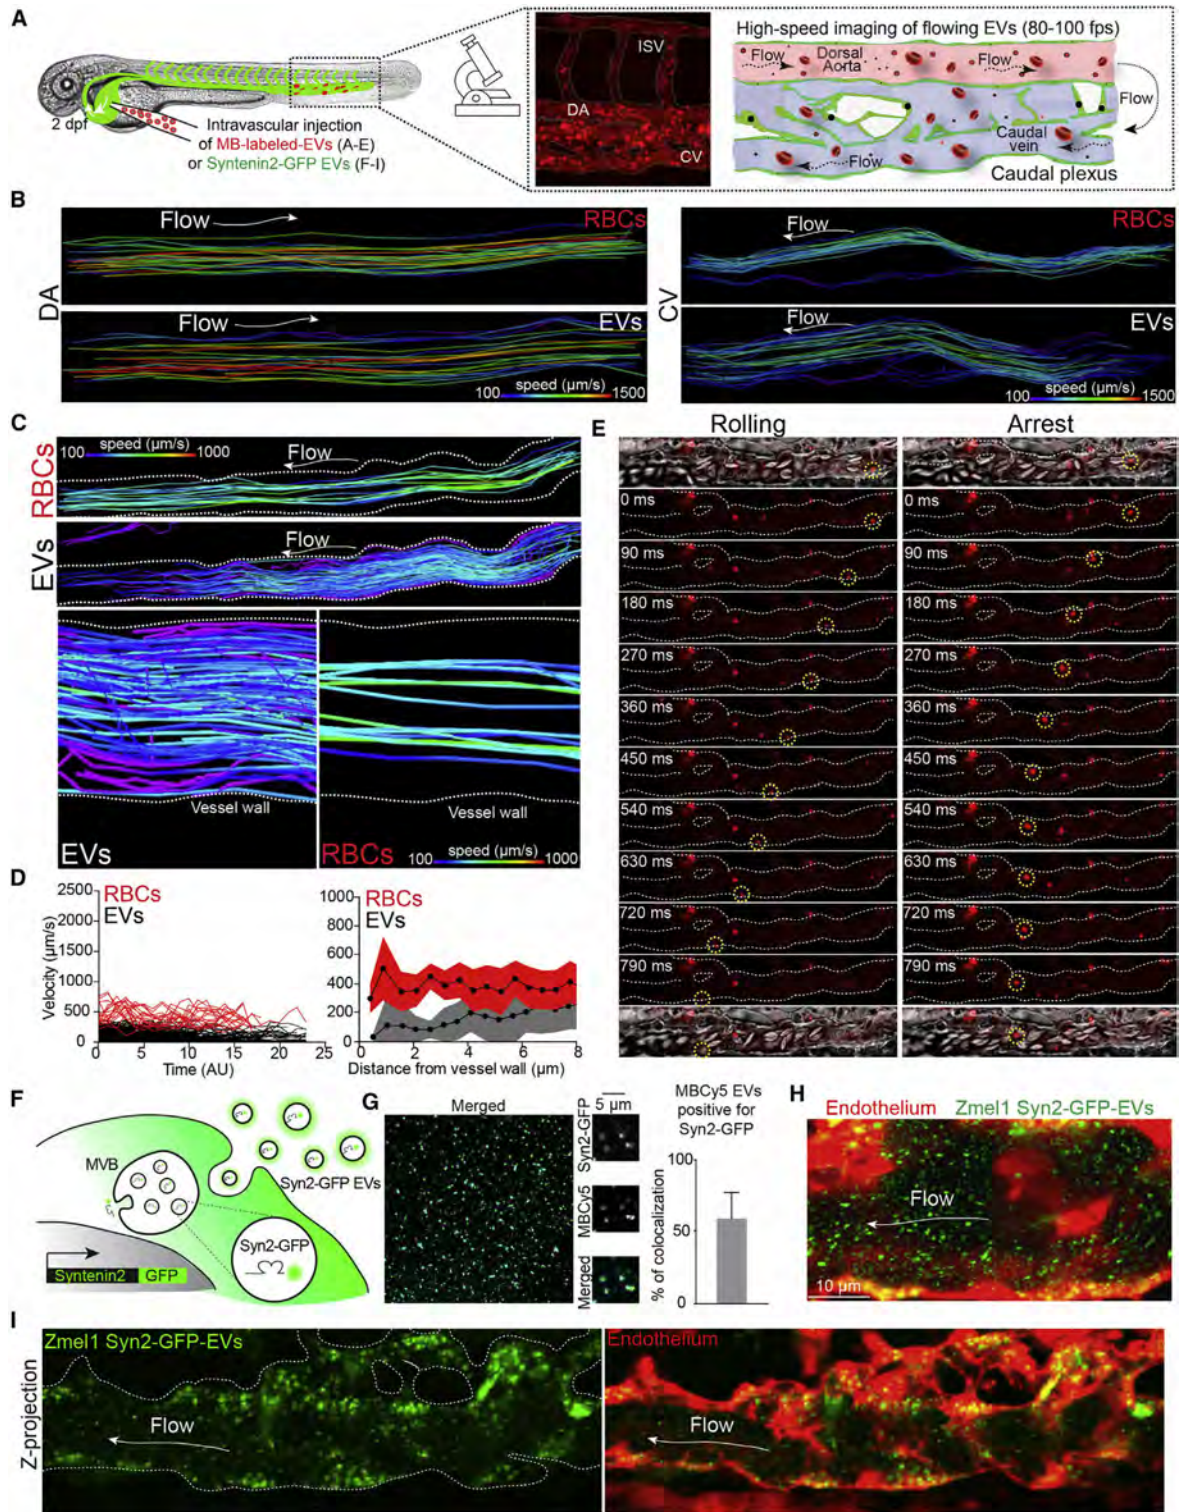 A
2 dpf
Intravascular injection
of MB-labeled-EVs (A-E)
or Syntenin2-GFP EVs (F-I)
ISV
DA
CV
High-speed imaging of flowing EVs (80-100 fps)
Flow
Dorsal
Aorta
Flow
Flow
Caudal
vein
Flow
Caudal plexus
B
DA
Flow
RBCs
Flow
EVs
100
speed (µm/s)
1500
CV
RBCs
Flow
Flow
EVs
100
speed (µm/s)
1500
C
RBCs
speed (µm/s)
100
1000
Flow
EVs
Flow
Vessel wall
EVs
Vessel wall
RBCs
speed (µm/s)
100
1000
D
RBCs
EVs
Velocity (µm/s)
2500
2000
1500
1000
500
0
0 5 10 15 20 25
Time (AU)
RBCs
EVs
1000
800
600
400
200
0
0 2 4 6 8
Distance from vessel wall (µm)
E
Rolling
0 ms
90 ms
180 ms
270 ms
360 ms
450 ms
540 ms
630 ms
720 ms
790 ms
Arrest
0 ms
90 ms
180 ms
270 ms
360 ms
450 ms
540 ms
630 ms
720 ms
790 ms
F
MVB
Syn2-GFP EVs
Syn2-GFP
Syntenin2 GFP
G
Merged
5 µm
Syn2-GFP
MBCy5
Merged
MBCy5 EVs
positive for
Syn2-GFP
% of colocalization
100
50
0
H
Endothelium Zmel1 Syn2-GFP-EVs
Flow
10 µm
I
Z-projection
Zmel1 Syn2-GFP-EVs
Flow
Endothelium
Flow